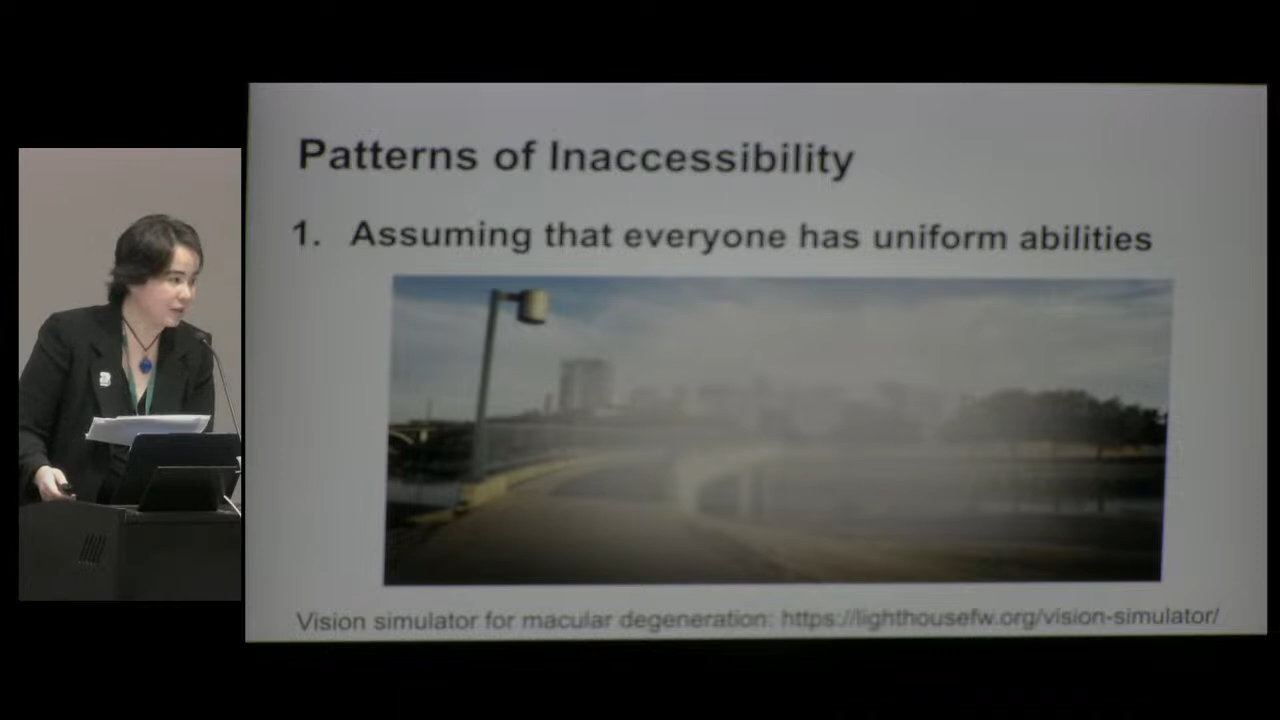 Patterns of Inaccessibility
1. Assuming that everyone has uniform abilities
Vision simulator for macular degeneration: https://lighthousefw.org/vision-simulator/